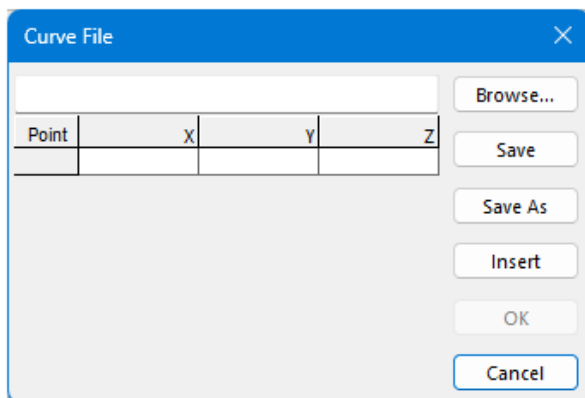 Curve File
Browse...
Point X Y Z
Save
Save As
Insert
OK
Cancel